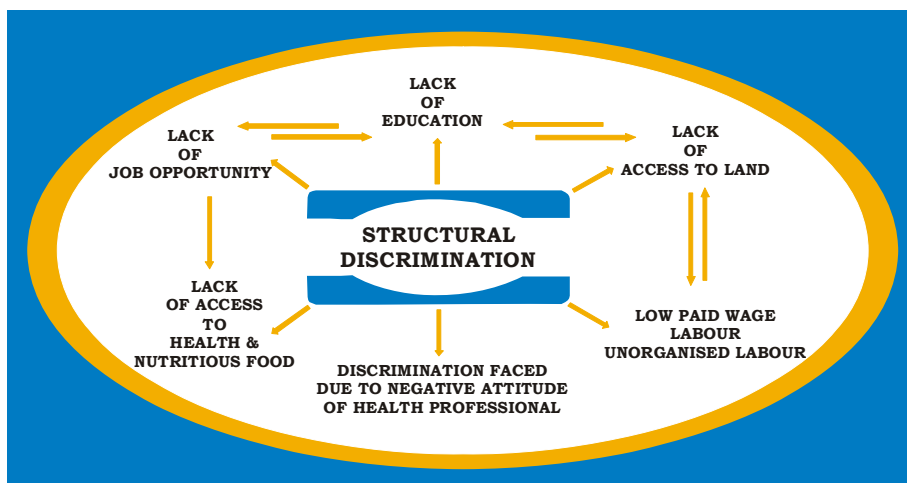 LACK
OF
EDUCATION
LACK
OF
JOB OPPORTUNITY
LACK
OF
ACCESS TO LAND
STRUCTURAL
DISCRIMINATION
LACK
OF ACCESS
TO
HEALTH &
NUTRITIOUS FOOD
DISCRIMINATION FACED
DUE TO NEGATIVE ATTITUDE
OF HEALTH PROFESSIONAL
LOW PAID WAGE
LABOUR
UNORGANISED LABOUR